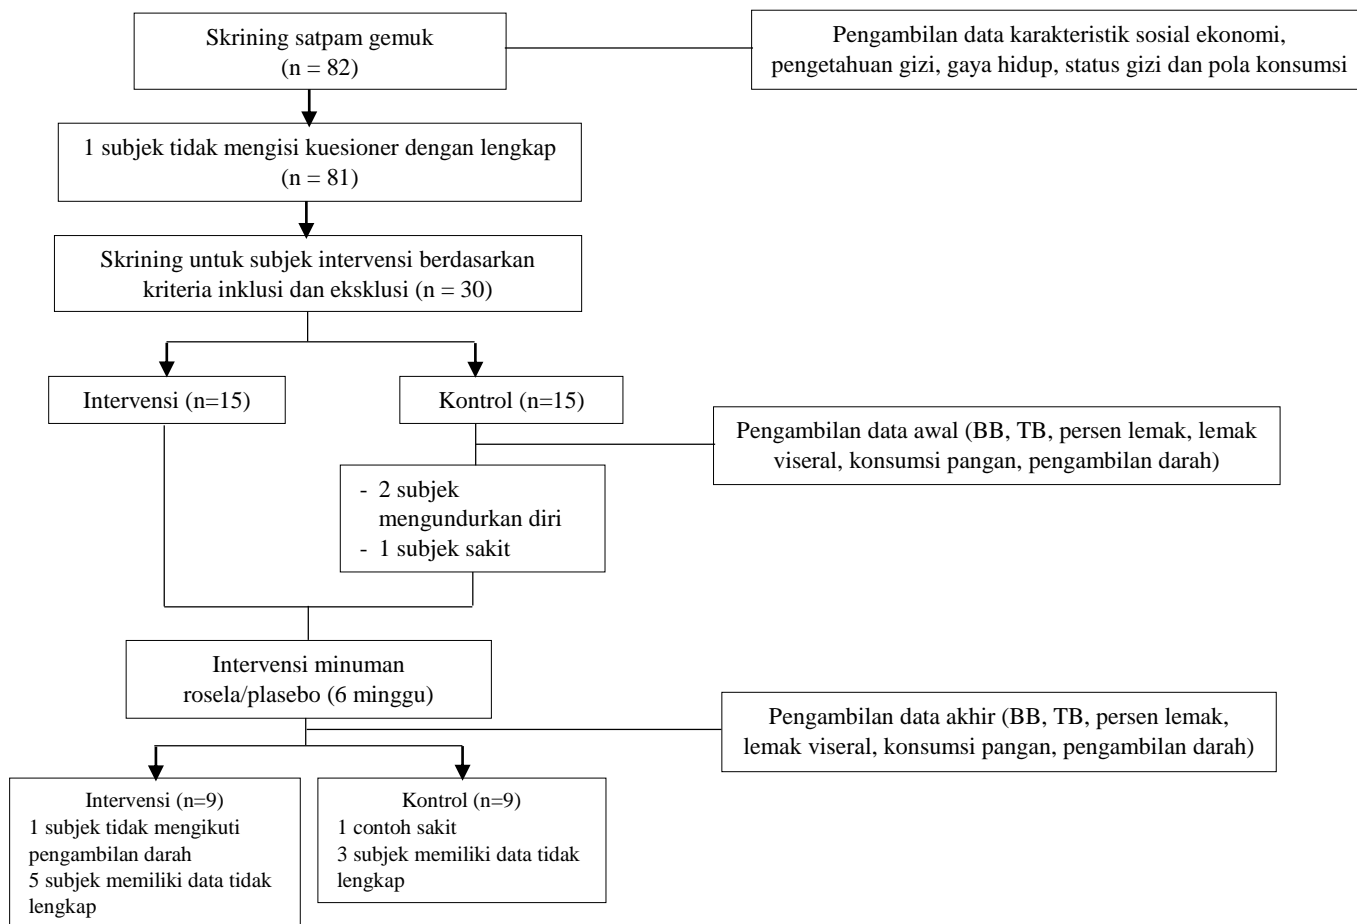 Skrining satpam gemuk
(n = 82)
Pengambilan data karakteristik sosial ekonomi,
pengetahuan gizi, gaya hidup, status gizi dan pola konsumsi
1 subjek tidak mengisi kuesioner dengan lengkap
(n = 81)
Skrining untuk subjek intervensi berdasarkan
kriteria inklusi dan eksklusi (n = 30)
Intervensi (n=15)
Kontrol (n=15)
Pengambilan data awal (BB, TB, persen lemak, lemak
viseral, konsumsi pangan, pengambilan darah)
- 2 subjek
mengundurkan diri
- 1 subjek sakit
Intervensi minuman
rosela/plasebo (6 minggu)
Pengambilan data akhir (BB, TB, persen lemak,
lemak viseral, konsumsi pangan, pengambilan darah)
Intervensi (n=9)
1 subjek tidak mengikuti
pengambilan darah
5 subjek memiliki data tidak
lengkap
Kontrol (n=9)
1 contoh sakit
3 subjek memiliki data tidak
lengkap